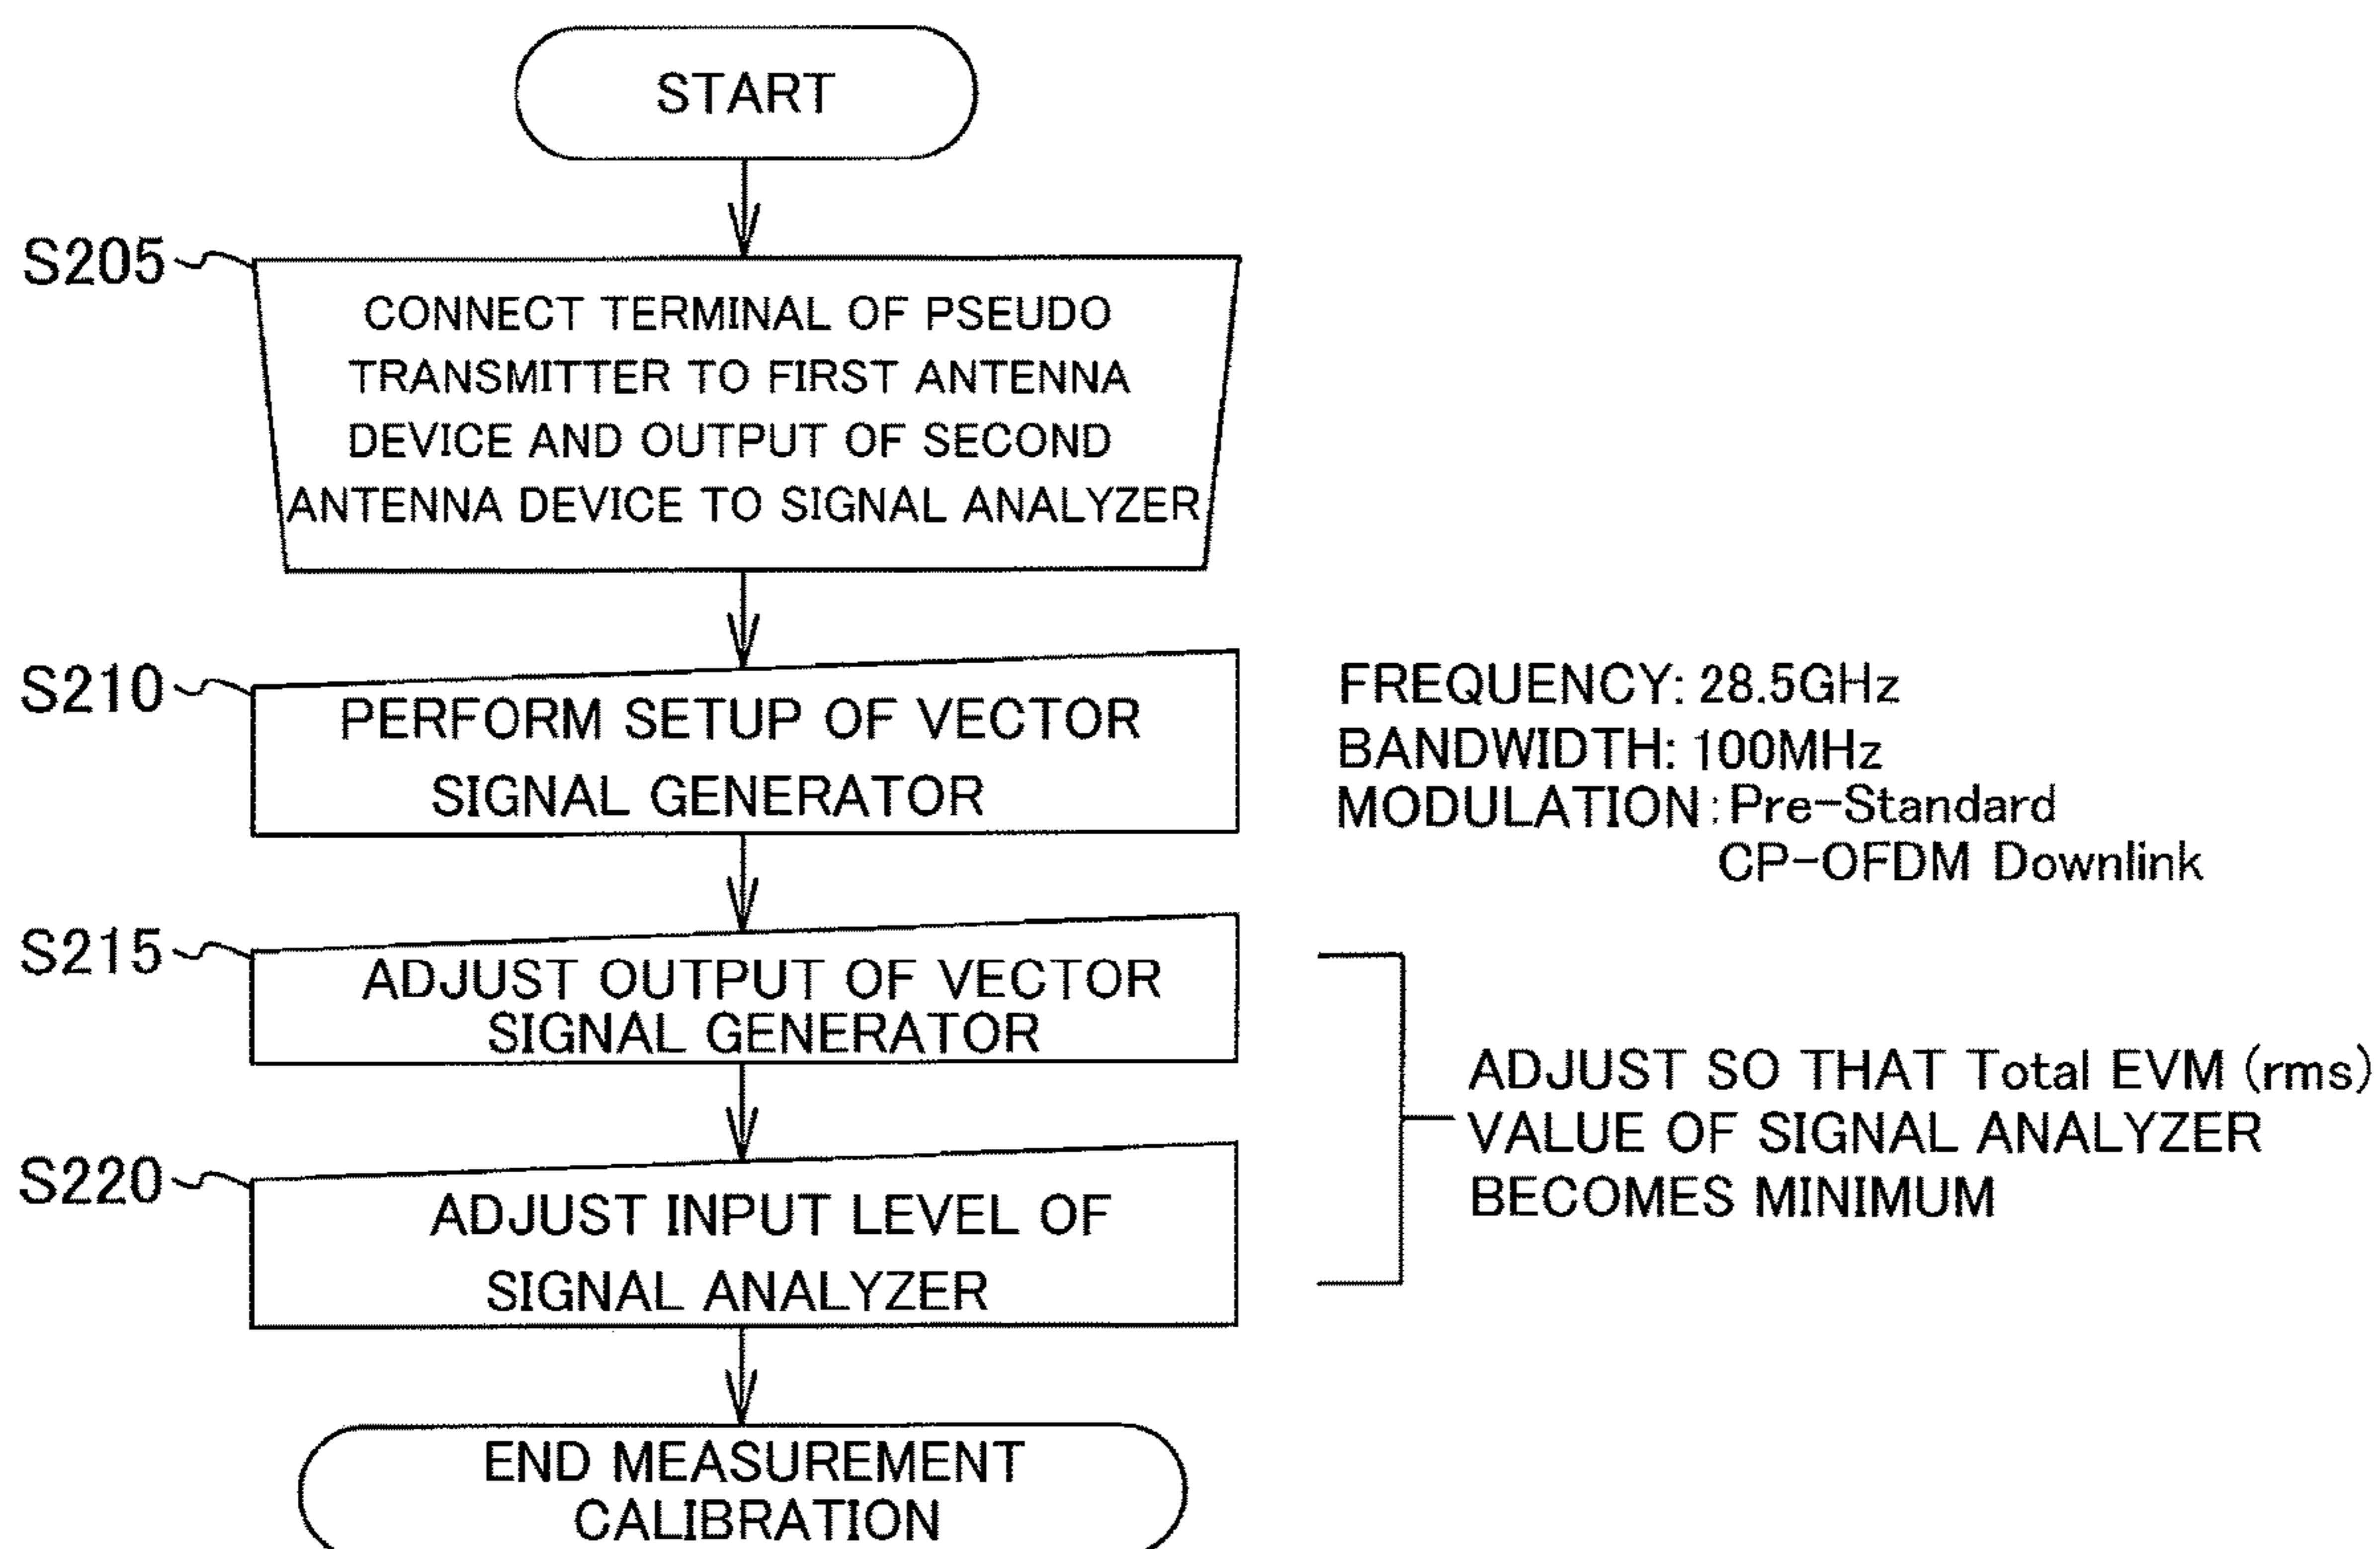 START
S205
CONNECT TERMINAL OF PSEUDO
TRANSMITTER TO FIRST ANTENNA
DEVICE AND OUTPUT OF SECOND
ANTENNA DEVICE TO SIGNAL ANALYZER
S210
PERFORM SETUP OF VECTOR
SIGNAL GENERATOR
FREQUENCY: 28.5GHz
BANDWIDTH: 100MHz
MODULATION: Pre-Standard
CP-OFDM Downlink
S215
ADJUST OUTPUT OF VECTOR
SIGNAL GENERATOR
S220
ADJUST INPUT LEVEL OF
SIGNAL ANALYZER
ADJUST SO THAT Total EVM (rms)
VALUE OF SIGNAL ANALYZER
BECOMES MINIMUM
END MEASUREMENT
CALIBRATION